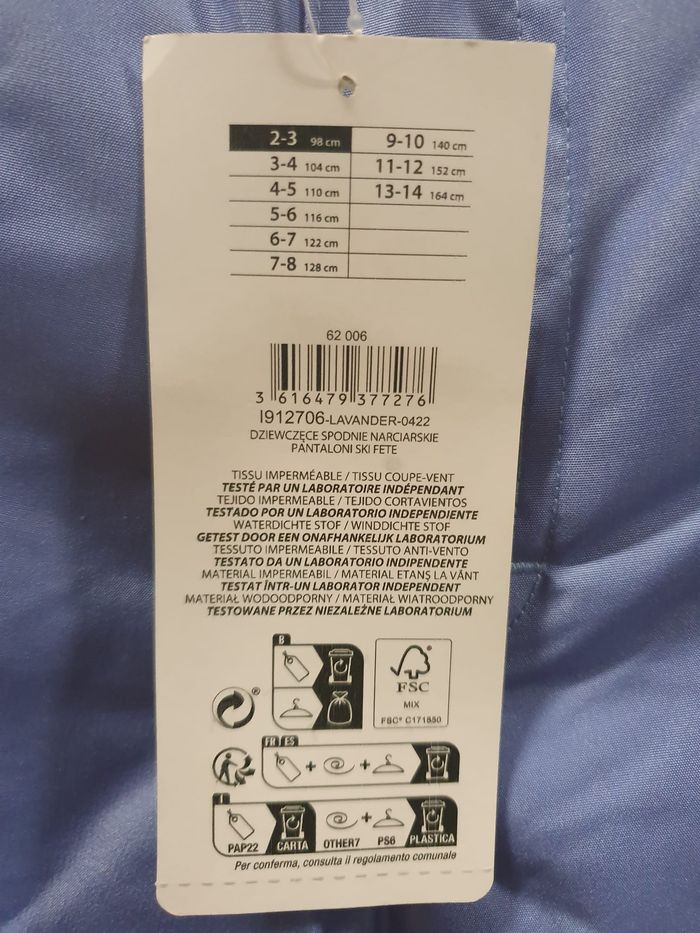 2-3 98 cm 9-10 140 cm
3-4 104 cm 11-12 152 cm
4-5 110 cm 13-14 164 cm
5-6 116 cm
6-7 122 cm
7-8 128 cm
62 006
3 616479 377276
I912706-LAVANDER-0422
DZIEWCZĘCE SPODNIE NARCIARSKIE
PANTALONI SKI FETE
TISSU IMPERMÉABLE / TISSU COUPE-VENT
TESTÉ PAR UN LABORATOIRE INDÉPENDANT
TEJIDO IMPERMEABLE / TEJIDO CORTAVIENTOS
TESTADO POR UN LABORATORIO INDEPENDIENTE
WATERDICHTE STOF / WINDDICHTE STOF
GETEST DOOR EEN ONAFHANKELIJK LABORATORIUM
TESSUTO IMPERMEABILE / TESSUTO ANTI-VENTO
TESTATO DA UN LABORATORIO INDIPENDENTE
MATERIAL IMPERMEABIL / MATERIAL ETANȘ LA VÂNT
TESTAT ÎNTR-UN LABORATOR INDEPENDENT
MATERIAŁ WODOODPORNY / MATERIAŁ WIATROODPORNY
TESTOWANE PRZEZ NIEZALEŻNE LABORATORIUM
B
®
FSC
MIX
FSC® C171550
FR ES
+ +
I
+
PAP22 CARTA OTHER7 PS6 PLASTICA
Per conferma, consulta il regolamento comunale